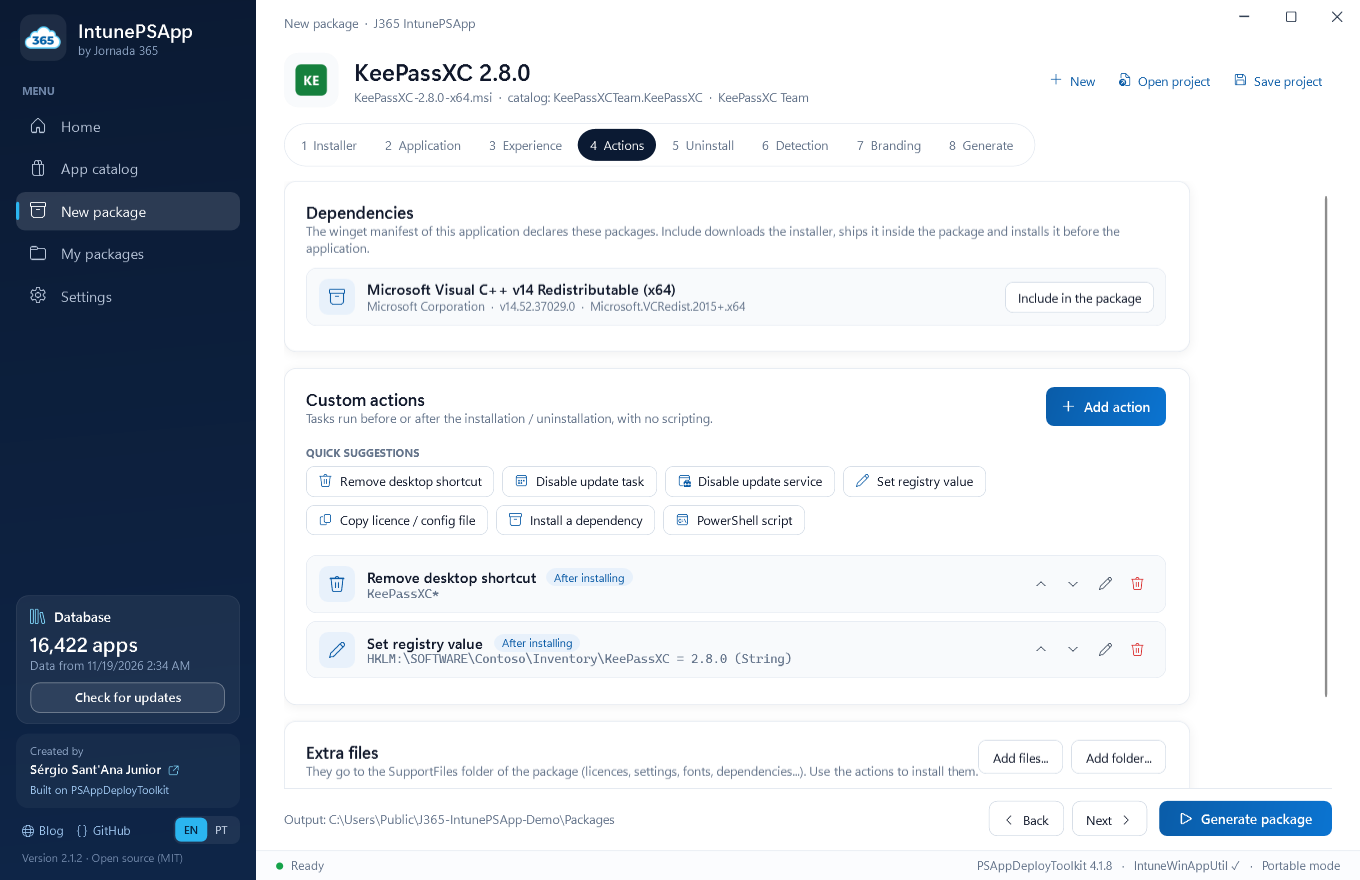 365
IntunePSApp
by Jornada 365
MENU
Home
App catalog
New package
My packages
Settings
Database
16,422 apps
Data from 11/19/2026 2:34 AM
Check for updates
Created by
Sérgio Sant'Ana Junior
Built on PSAppDeployToolkit
Blog
{} GitHub
EN PT
Version 2.1.2 · Open source (MIT)
New package · J365 IntunePSApp
KE
KeePassXC 2.8.0
KeePassXC-2.8.0-x64.msi · catalog: KeePassXCTeam.KeePassXC · KeePassXC Team
New
Open project
Save project
1 Installer 2 Application 3 Experience 4 Actions 5 Uninstall 6 Detection 7 Branding 8 Generate
Dependencies
The winget manifest of this application declares these packages. Include downloads the installer, ships it inside the package and installs it before the
application.
Microsoft Visual C++ v14 Redistributable (x64)
Microsoft Corporation · v14.52.37029.0 · Microsoft.VCRedist.2015+.x64
Include in the package
Custom actions
Tasks run before or after the installation / uninstallation, with no scripting.
Add action
QUICK SUGGESTIONS
Remove desktop shortcut
Disable update task
Disable update service
Set registry value
Copy licence / config file
Install a dependency
PowerShell script
Remove desktop shortcut After installing
KeePassXC*
Set registry value After installing
HKLM:\SOFTWARE\Contoso\Inventory\KeePassXC = 2.8.0 (String)
Extra files
They go to the SupportFiles folder of the package (licences, settings, fonts, dependencies...). Use the actions to install them.
Add files...
Add folder...
Output: C:\Users\Public\J365-IntunePSApp-Demo\Packages
Back
Next
Generate package
Ready
PSAppDeployToolkit 4.1.8 · IntuneWinAppUtil ✓ · Portable mode